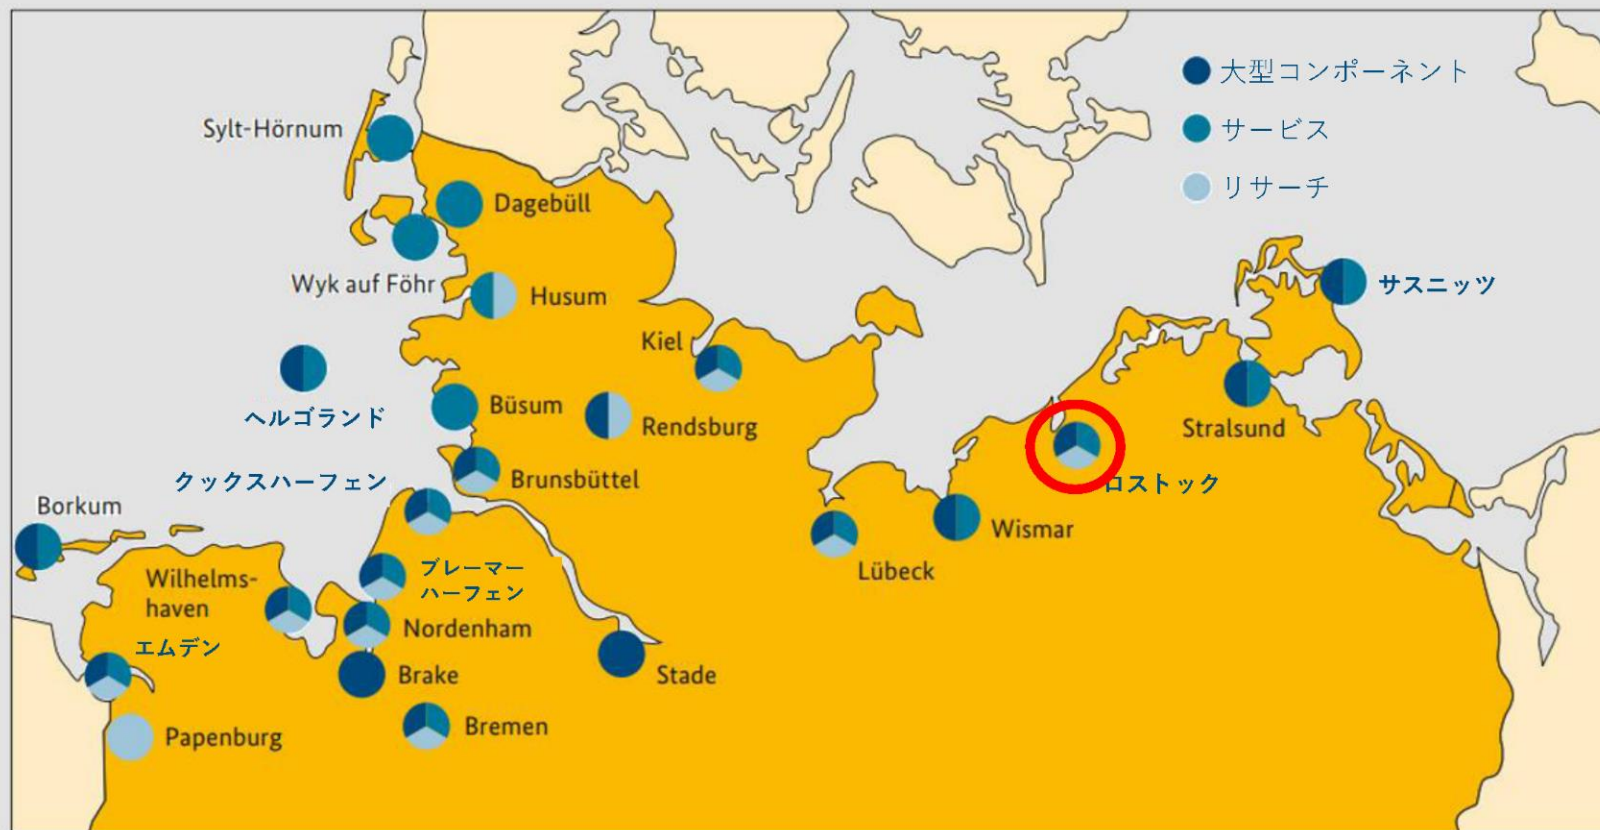 大型コンポーネント
サービス
リサーチ
Sylt-Hörnum
Dagebüll
Wyk auf Föhr
Husum
サスニッツ
Kiel
ヘルゴランド
Büsum
Rendsburg
Stralsund
クックスハーフェン
Brunsbüttel
ロストック
Borkum
Wismar
Lübeck
ブレーマー
ハーフェン
Wilhelms-
haven
Nordenham
エムデン
Brake
Stade
Papenburg
Bremen